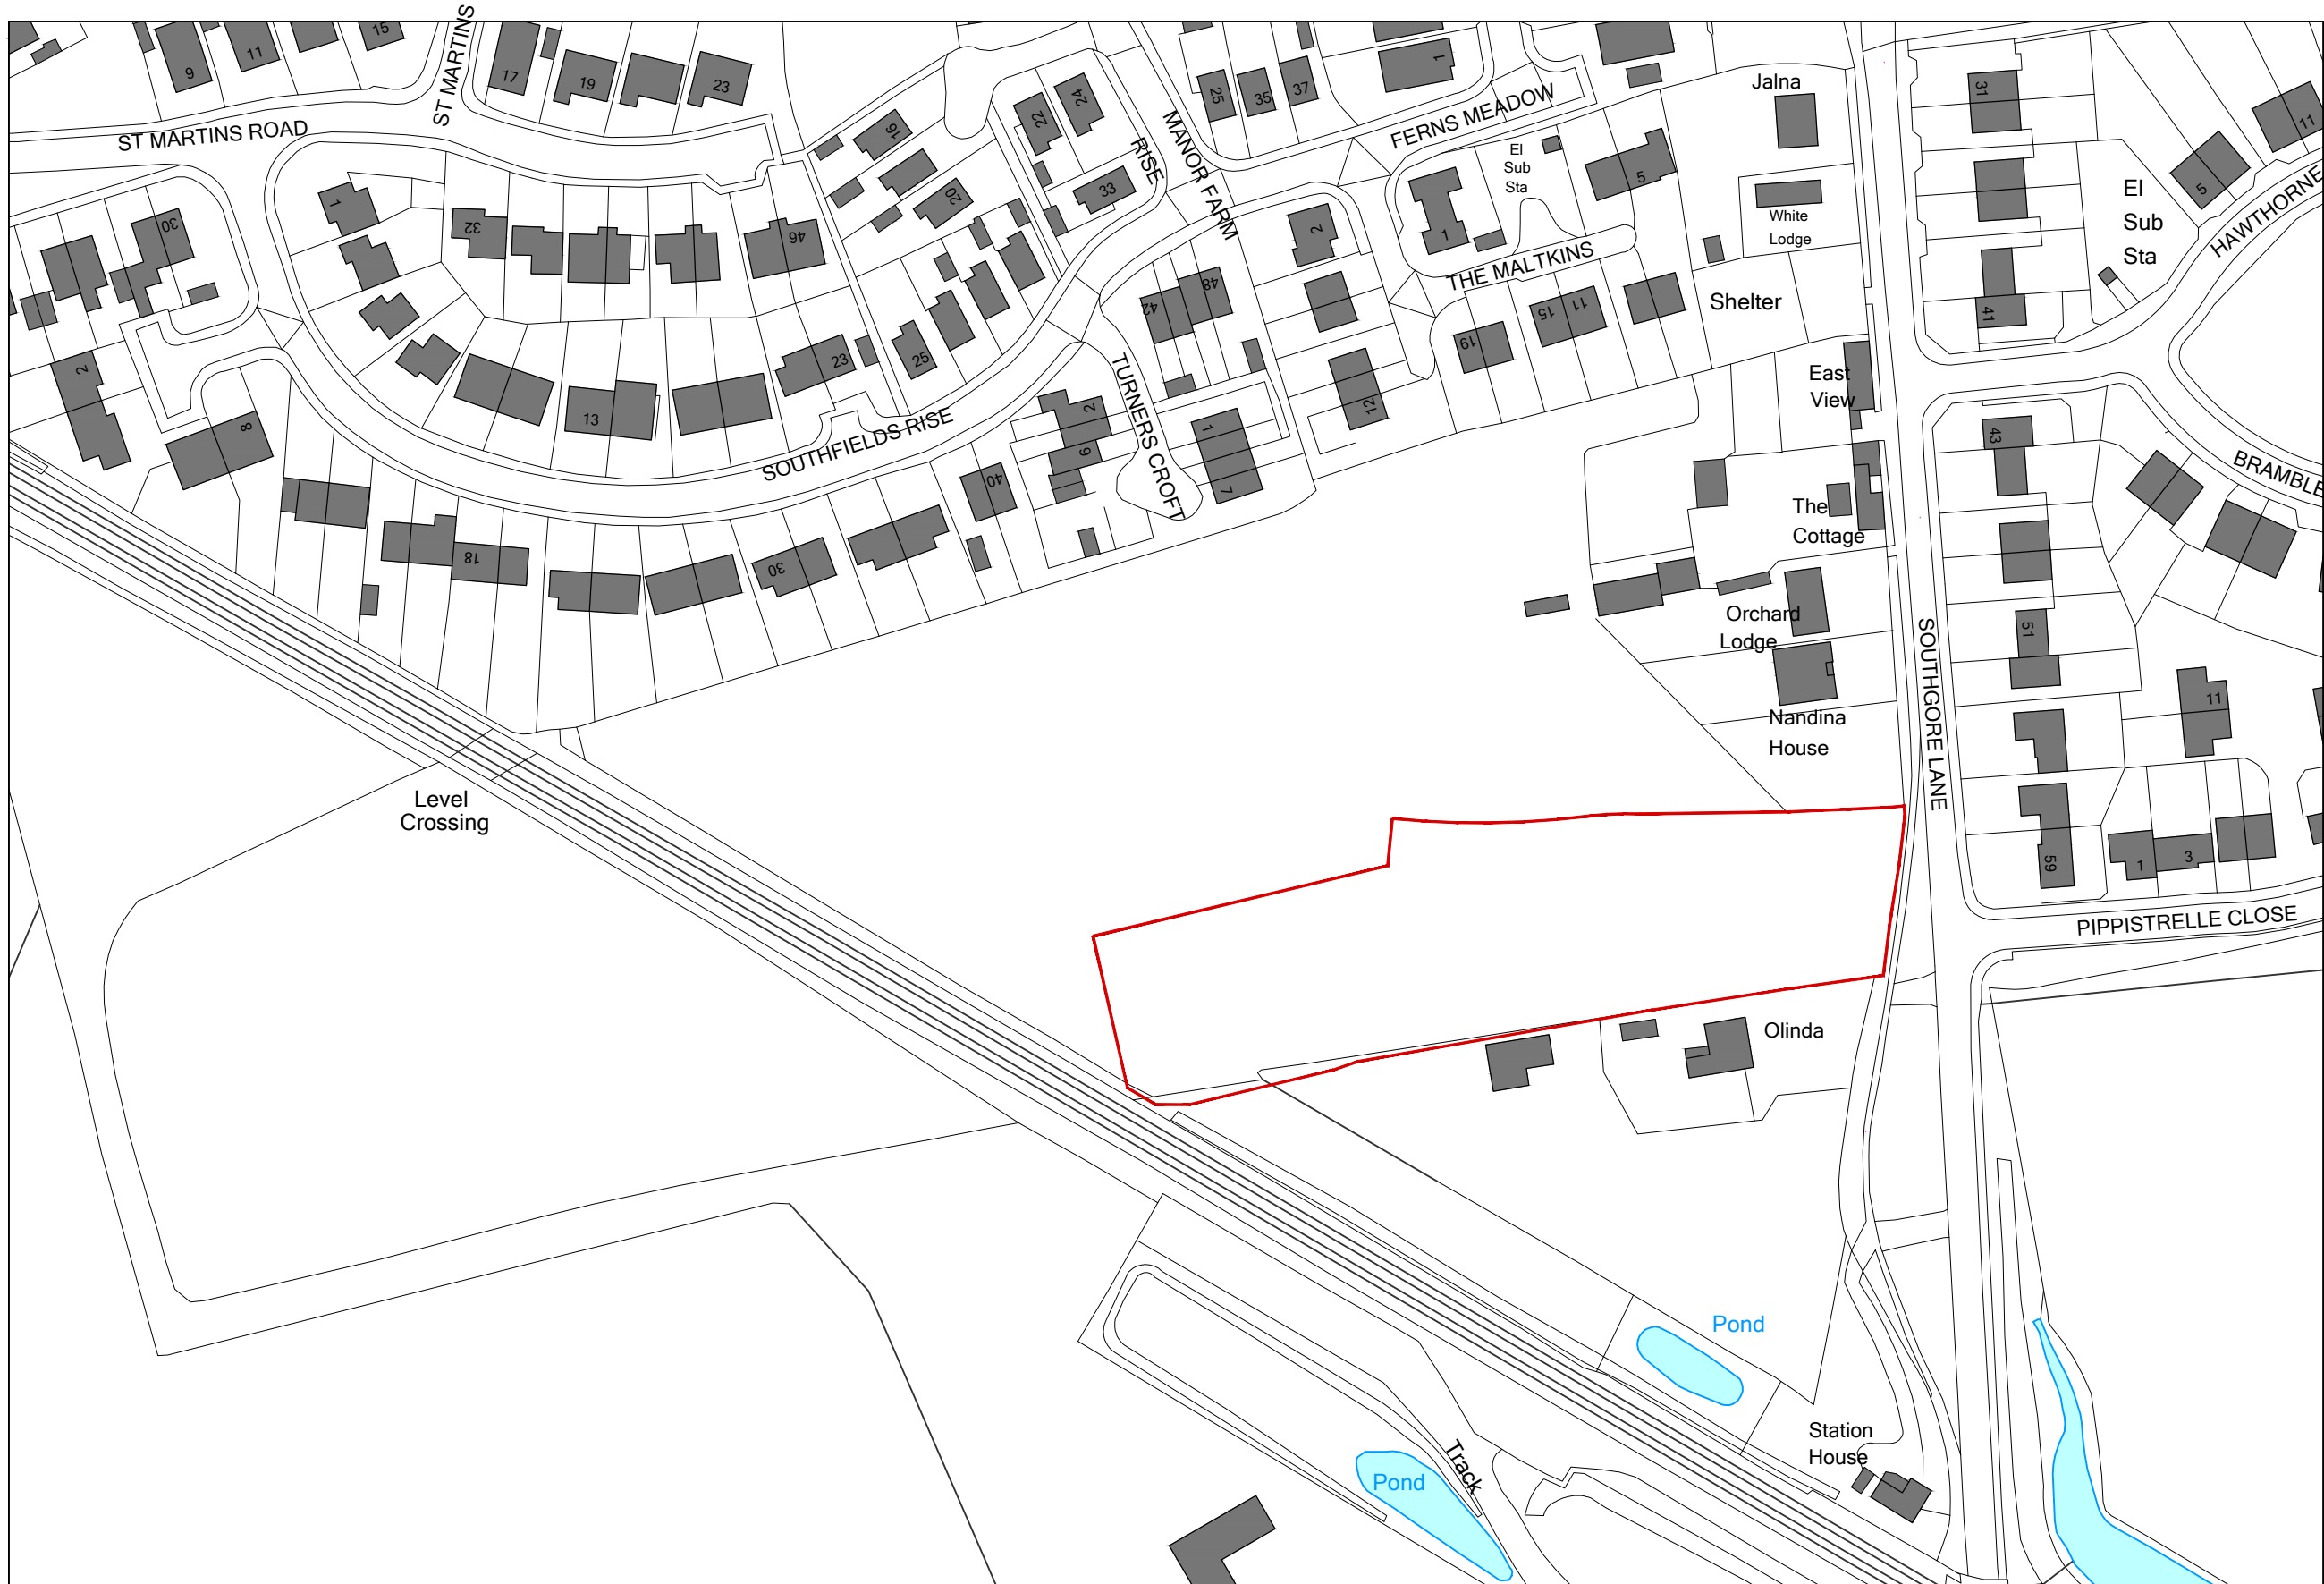 ST MARTINS
15
9
11
17
19
23
ST MARTINS ROAD
30
2
8
1
32
46
13
23
18
30
40
SOUTHFIELDS RISE
16
20
22
24
33
RISE
25
MANOR FARM
25
35
37
1
FERNS MEADOW
El
Sub
Sta
1
5
THE MALTKINS
2
42
48
12
19
15
11
TURNERS CROFT
2
6
1
7
Jalna
White
Lodge
Shelter
East
View
The
Cottage
Orchard
Lodge
Nandina
House
SOUTHGORE LANE
31
41
El
Sub
Sta
5
11
HAWTHORNE
43
BRAMBLE
51
11
59
1
3
PIPPISTRELLE CLOSE
Level
Crossing
Olinda
Pond
Station
House
Track
Pond